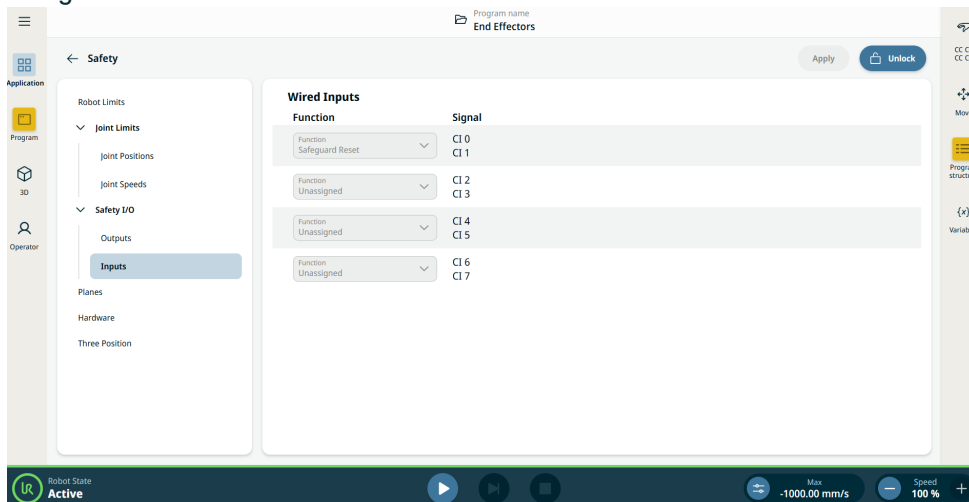 Program name
End Effectors
Safety
Apply
Unlock
Application
Program
3D
Operator
Robot Limits
Joint Limits
Joint Positions
Joint Speeds
Safety I/O
Outputs
Inputs
Planes
Hardware
Three Position
Wired Inputs
Function Signal
Function
Safeguard Reset
CI 0
CI 1
Function
Unassigned
CI 2
CI 3
Function
Unassigned
CI 4
CI 5
Function
Unassigned
CI 6
CI 7
CC C
CC C
Mov
Progra
structu
{x}
Variab
UR
Robot State
Active
Max
-1000.00 mm/s
Speed
100 %